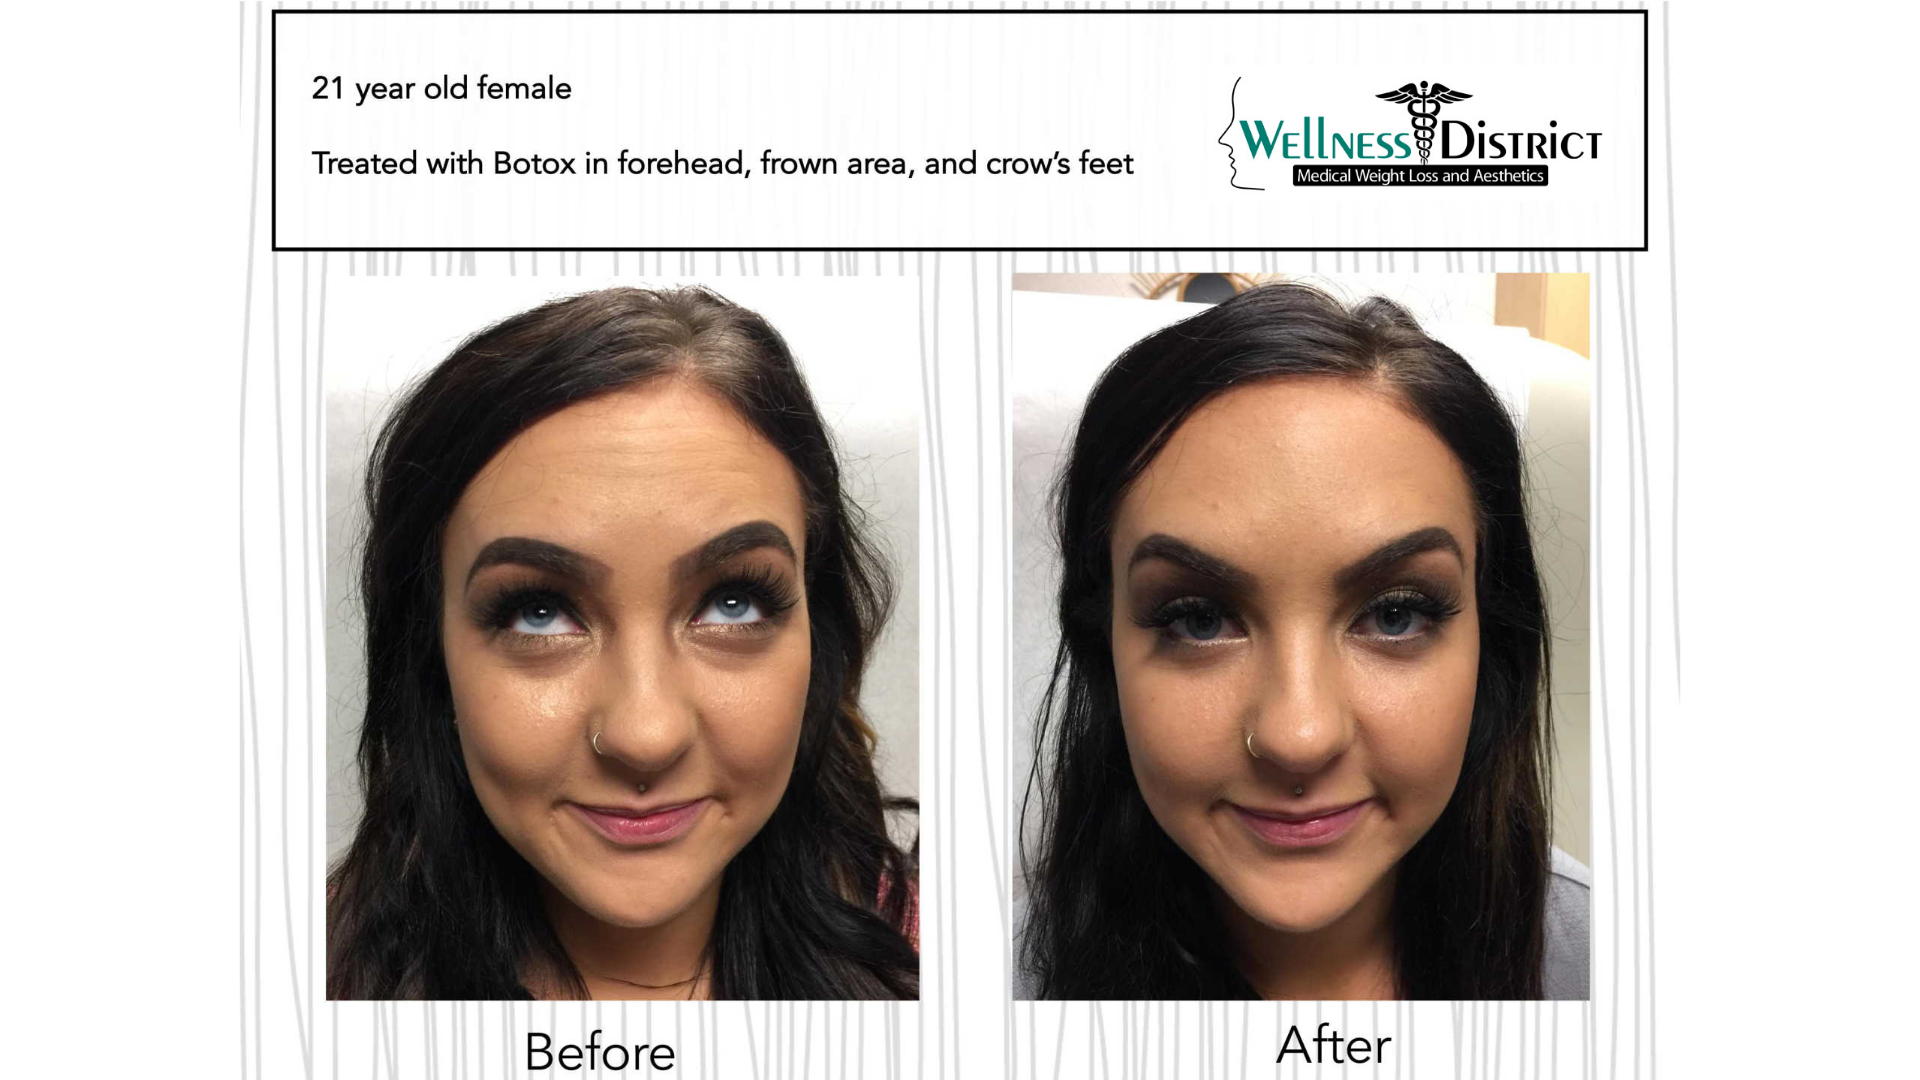 21 year old female
Treated with Botox in forehead, frown area, and crow's feet
WELLNESS DISTRICT
Medical Weight Loss and Aesthetics
Before
After